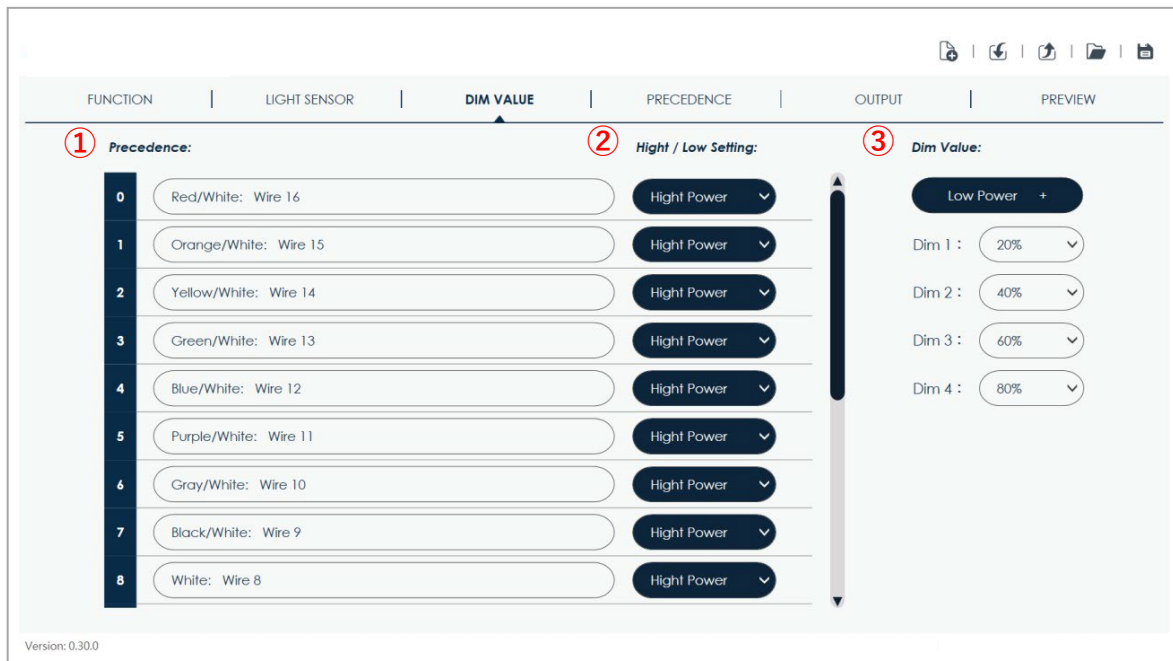 FUNCTION | LIGHT SENSOR | DIM VALUE | PRECEDENCE | OUTPUT | PREVIEW
① Precedence: ② Hight / Low Setting: ③ Dim Value:
0 Red/White: Wire 16 Hight Power Low Power +
1 Orange/White: Wire 15 Hight Power Dim 1 : 20%
2 Yellow/White: Wire 14 Hight Power Dim 2 : 40%
3 Green/White: Wire 13 Hight Power Dim 3 : 60%
4 Blue/White: Wire 12 Hight Power Dim 4 : 80%
5 Purple/White: Wire 11 Hight Power
6 Gray/White: Wire 10 Hight Power
7 Black/White: Wire 9 Hight Power
8 White: Wire 8 Hight Power
Version: 0.30.0